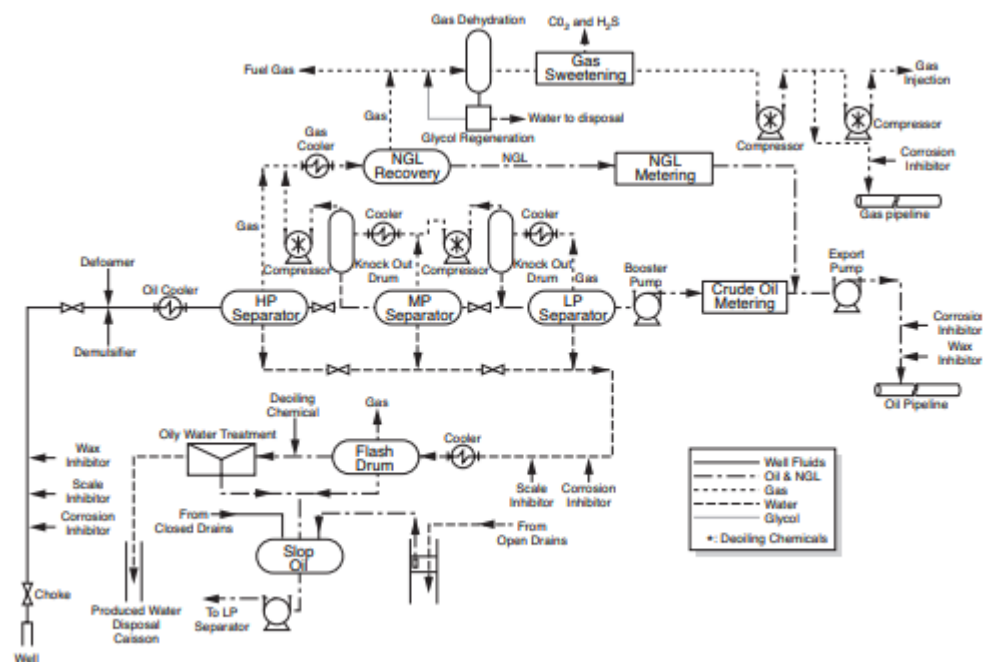 Gas Dehydration
C0₂ and H₂S
Fuel Gas
Gas
Sweetening
Gas
Injection
Water to disposal
Glycol Regeneration
Compressor
Compressor
Gas
Gas
Cooler
NGL
Recovery
NGL
NGL
Metering
Corrosion
Inhibitor
Gas pipeline
Gas
Compressor
Cooler
Knock Out
Drum
Compressor
Cooler
Knock Out
Drum
Gas
Defoamer
Oil Cooler
Demulsifier
HP
Separator
MP
Separator
LP
Separator
Booster
Pump
Crude Oil
Metering
Export
Pump
Corrosion
Inhibitor
Wax
Inhibitor
Oil Pipeline
Deoiling
Chemical
Gas
Oily Water Treatment
Flash
Drum
Cooler
Scale
Inhibitor
Corrosion
Inhibitor
Wax
Inhibitor
Scale
Inhibitor
Corrosion
Inhibitor
From
Closed Drains
Slop
Oil
From
Open Drains
To LP
Separator
Produced Water
Disposal
Caisson
Choke
Well
Well Fluids
Oil & NGL
Gas
Water
Glycol
+: Deoiling Chemicals